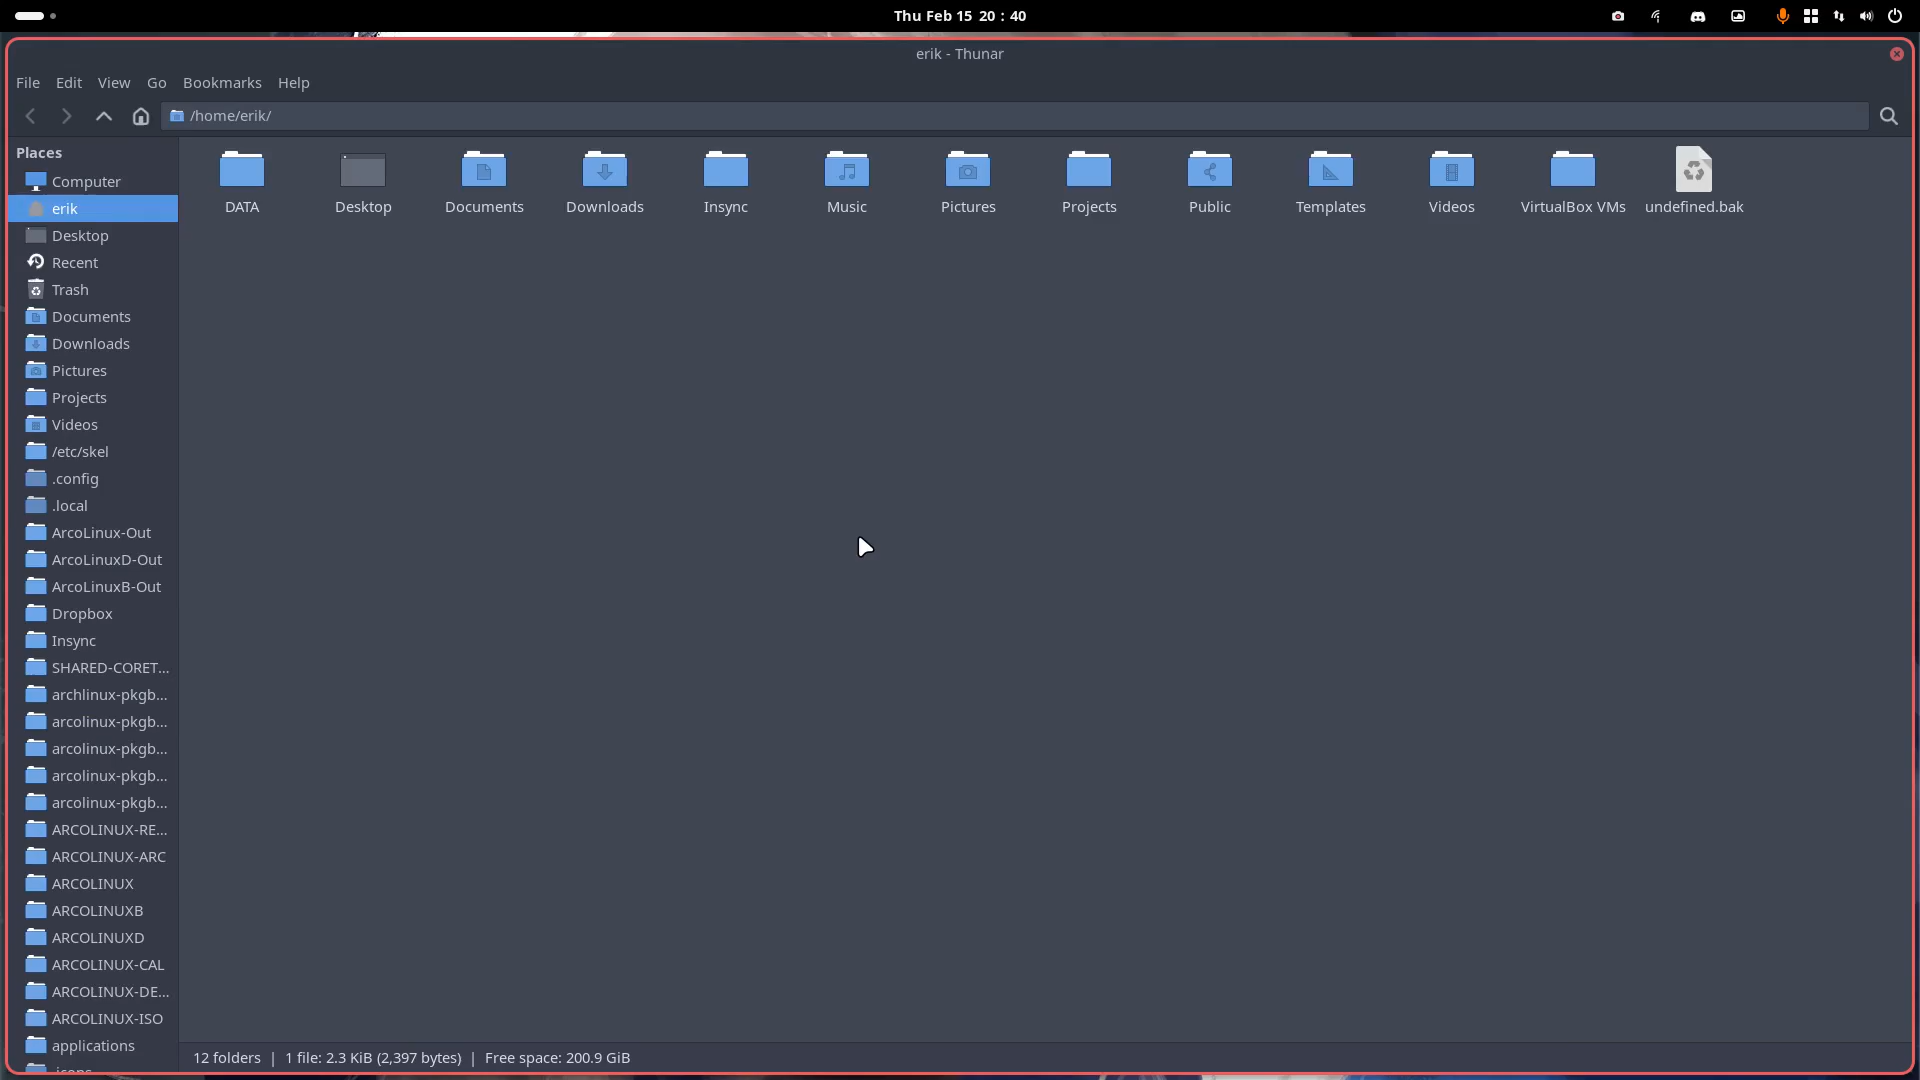 Thu Feb 15 20 : 40
erik - Thunar
File Edit View Go Bookmarks Help
/home/erik/
Places
Computer
erik
Desktop
Recent
Trash
Documents
Downloads
Pictures
Projects
Videos
/etc/skel
.config
.local
ArcoLinux-Out
ArcoLinuxD-Out
ArcoLinuxB-Out
Dropbox
Insync
SHARED-CORET...
archlinux-pkgb...
arcolinux-pkgb...
arcolinux-pkgb...
arcolinux-pkgb...
arcolinux-pkgb...
ARCOLINUX-RE...
ARCOLINUX-ARC
ARCOLINUX
ARCOLINUXB
ARCOLINUXD
ARCOLINUX-CAL
ARCOLINUX-DE...
ARCOLINUX-ISO
applications
DATA Desktop Documents Downloads Insync Music Pictures Projects Public Templates Videos VirtualBox VMs undefined.bak
12 folders | 1 file: 2.3 KiB (2,397 bytes) | Free space: 200.9 GiB